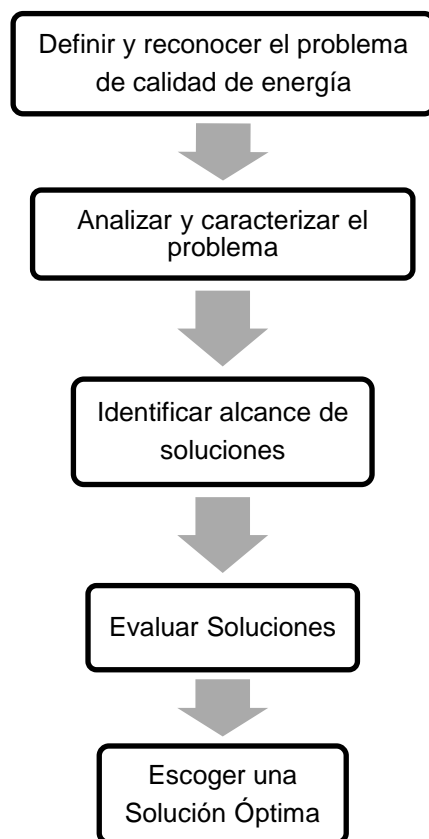 Definir y reconocer el problema
de calidad de energía
Analizar y caracterizar el
problema
Identificar alcance de
soluciones
Evaluar Soluciones
Escoger una
Solución Óptima